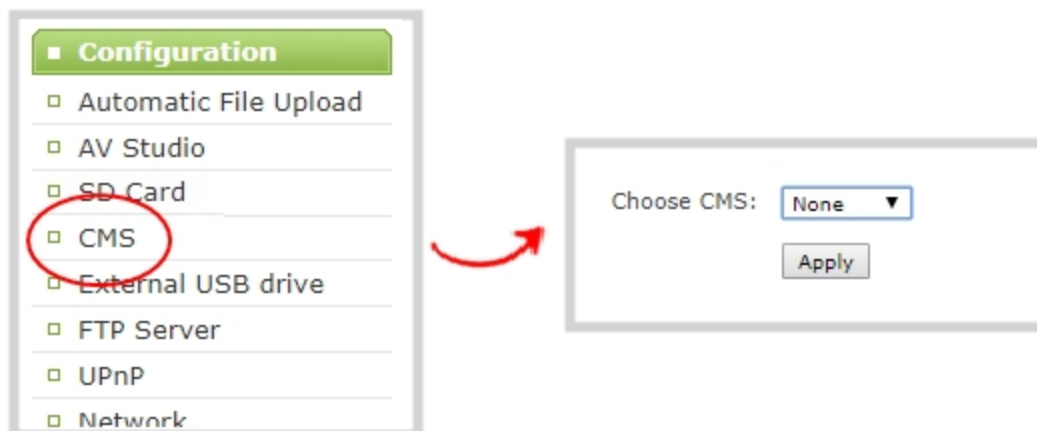 Configuration
Automatic File Upload
AV Studio
SD Card
CMS
External USB drive
FTP Server
UPnP
Network
Choose CMS: None
Apply